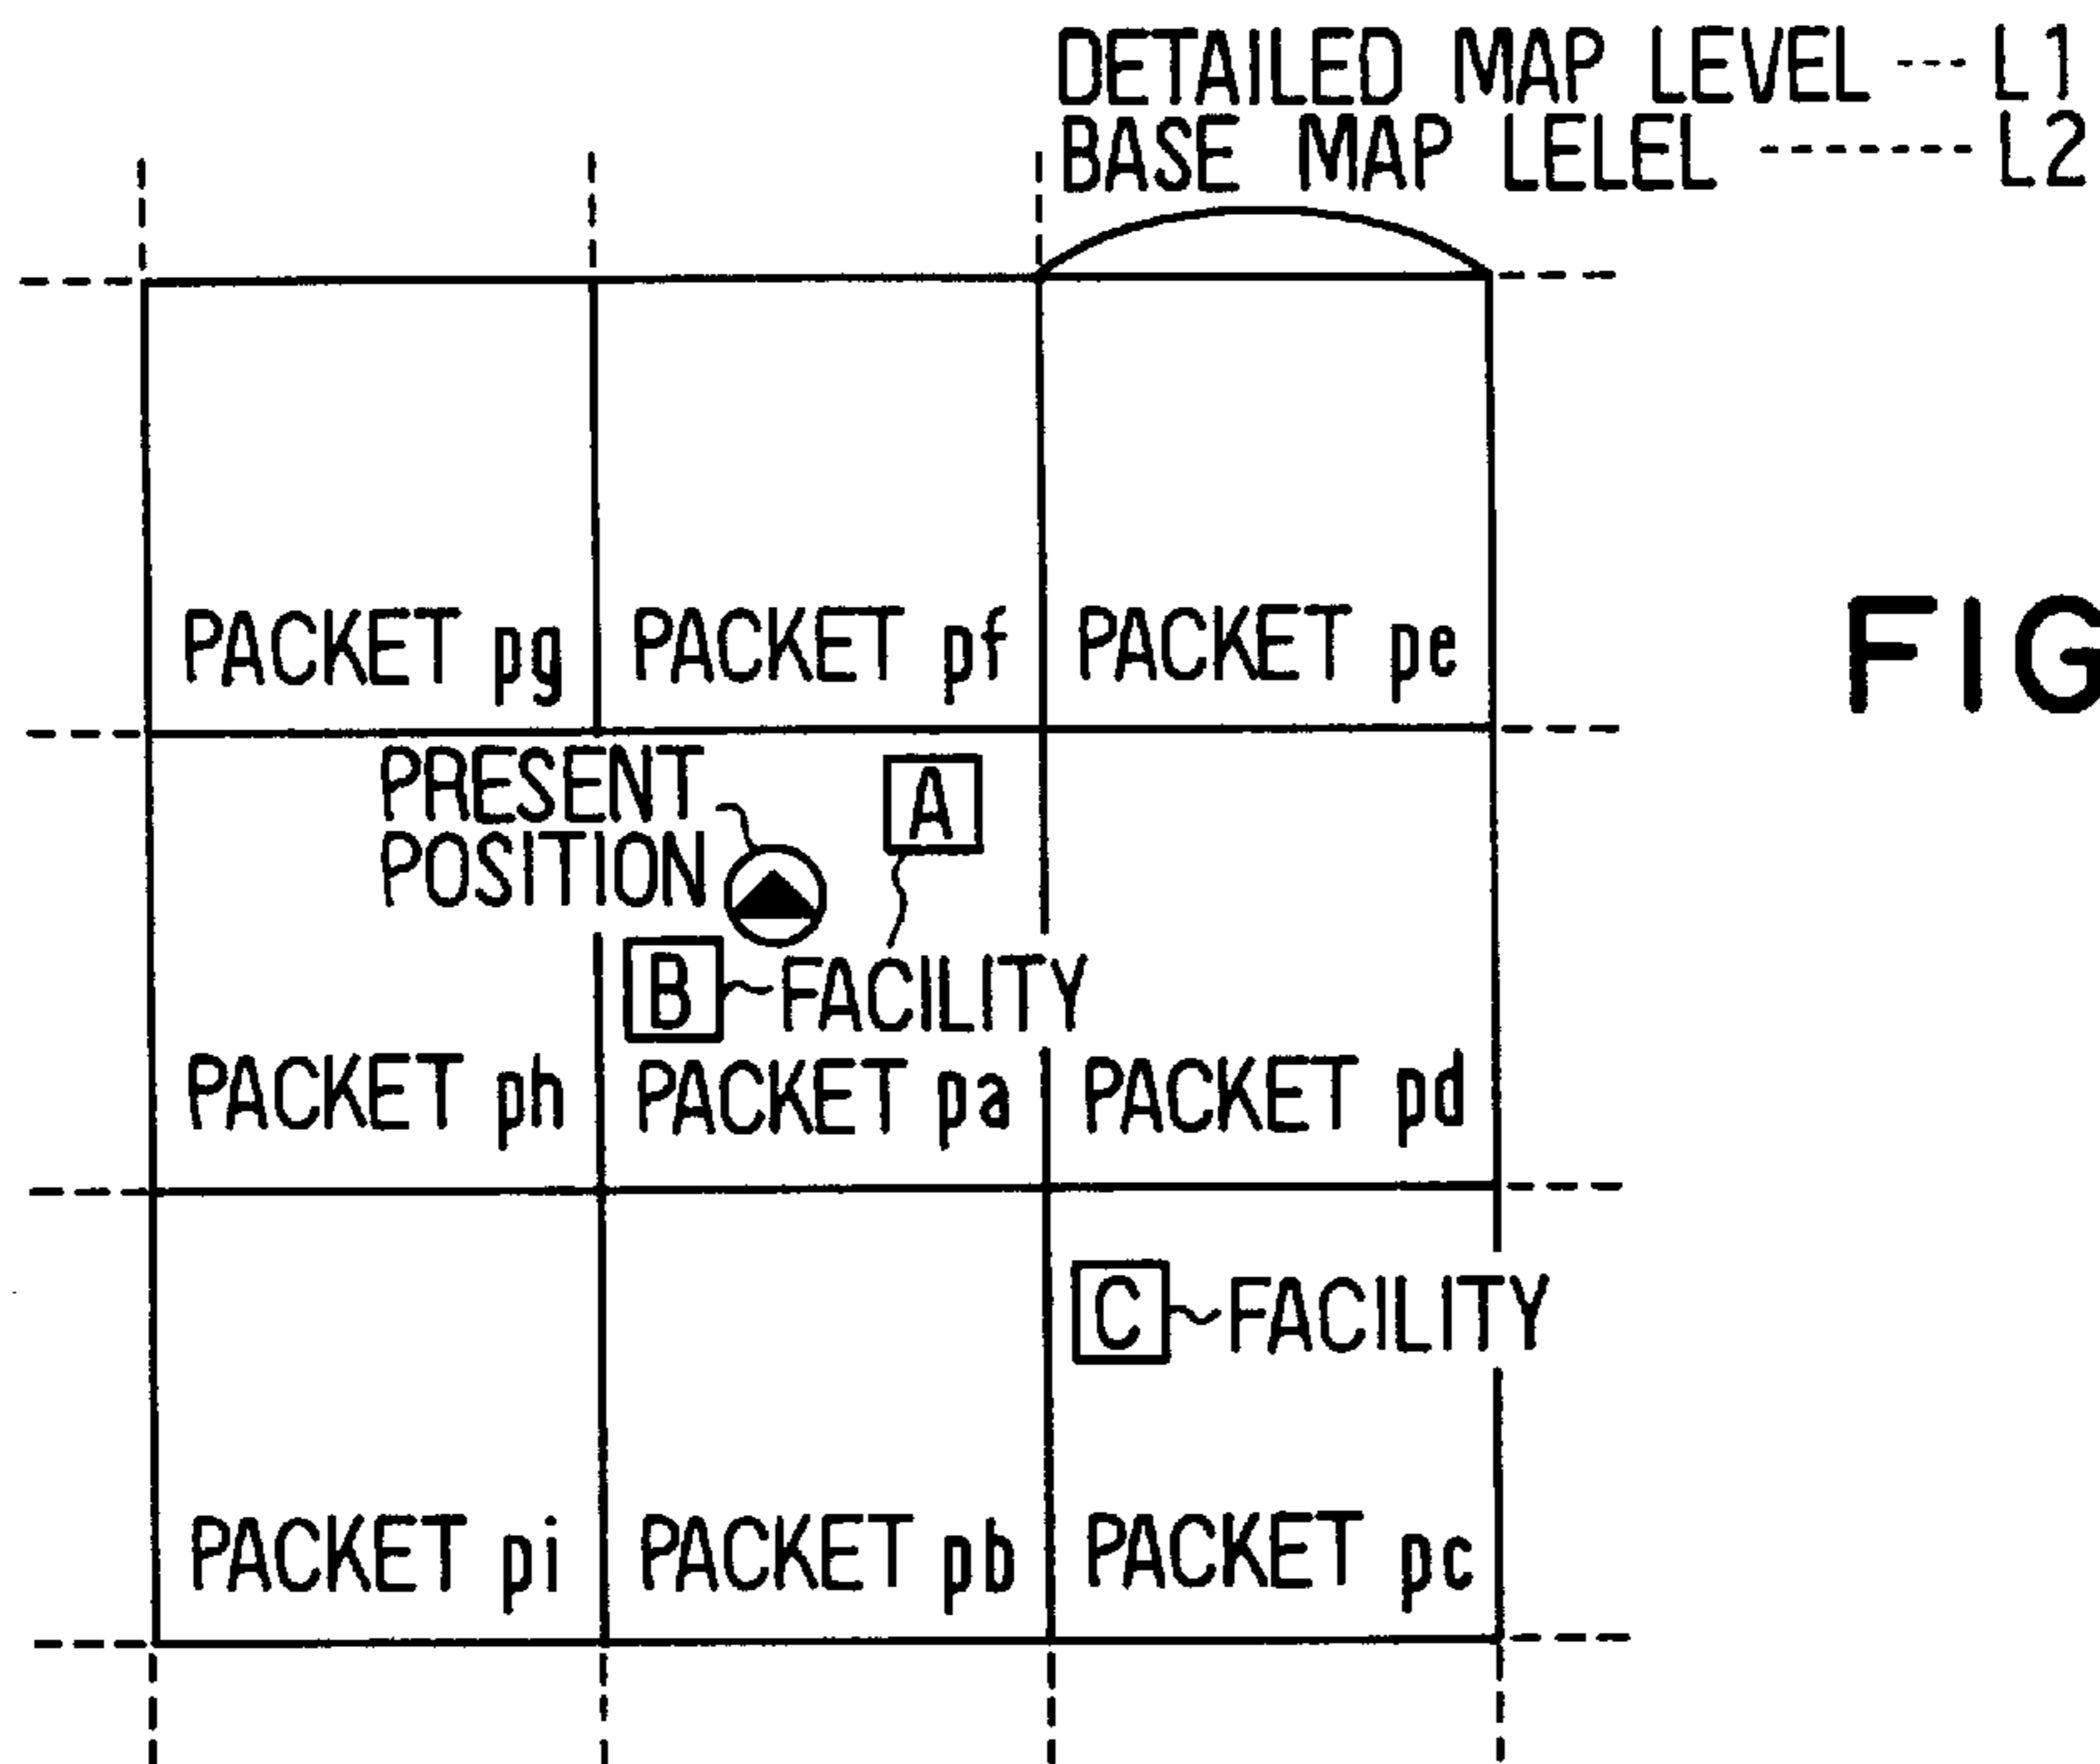 DETAILED MAP LEVEL --- L1
BASE MAP LELEL ------- L2
PACKET pg
PACKET pf
PACKET pe
FIG
PRESENT
POSITION
A
B
FACILITY
PACKET ph
PACKET pa
PACKET pd
C
FACILITY
PACKET pi
PACKET pb
PACKET pc